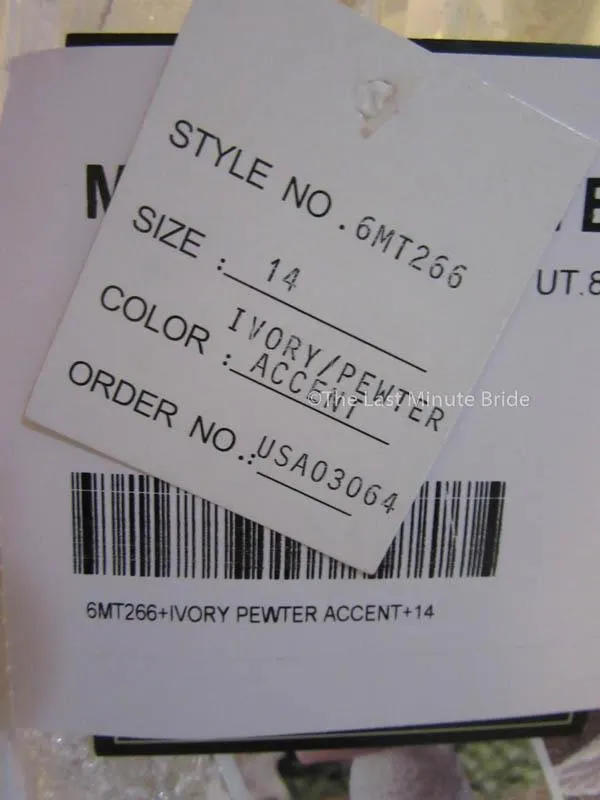 STYLE NO. 6MT266
SIZE : 14
COLOR : IVORY/PEWTER
ACCENT
ORDER NO.: USA03064
UT.8
©The Last Minute Bride
6MT266+IVORY PEWTER ACCENT+14